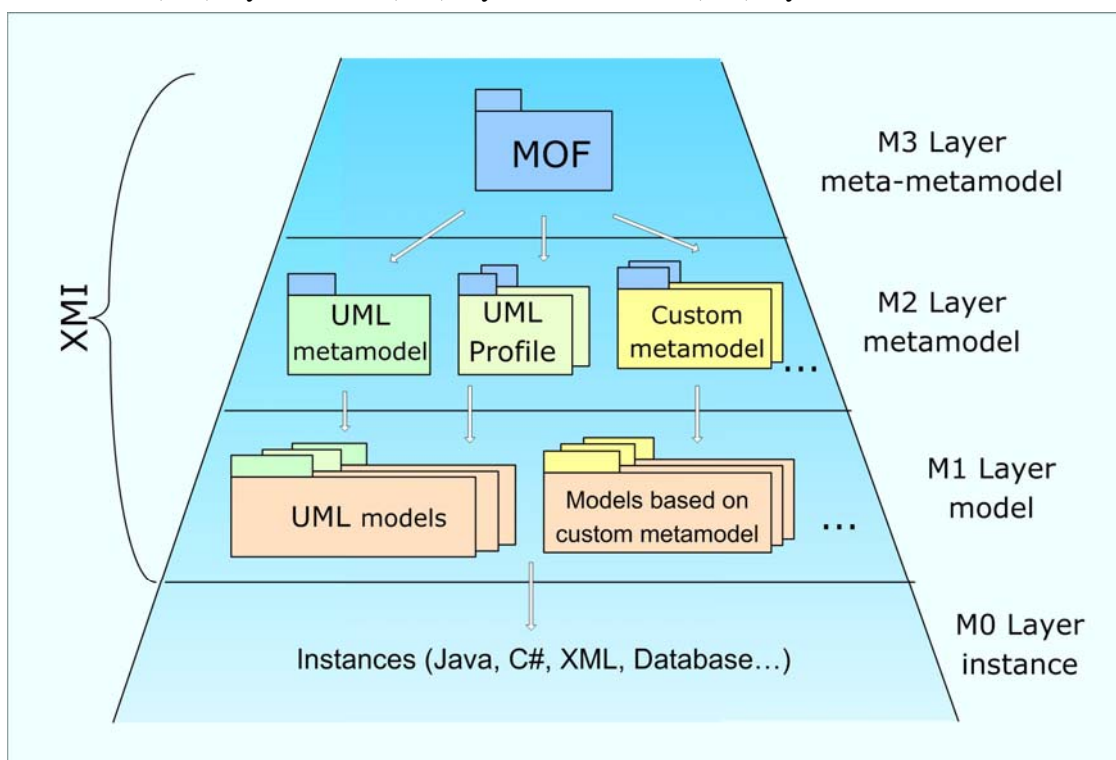 MOF
M3 Layer
meta-metamodel
XMI
UML
metamodel
UML
Profile
Custom
metamodel
...
M2 Layer
metamodel
UML models
Models based on
custom metamodel
...
M1 Layer
model
Instances (Java, C#, XML, Database…)
M0 Layer
instance